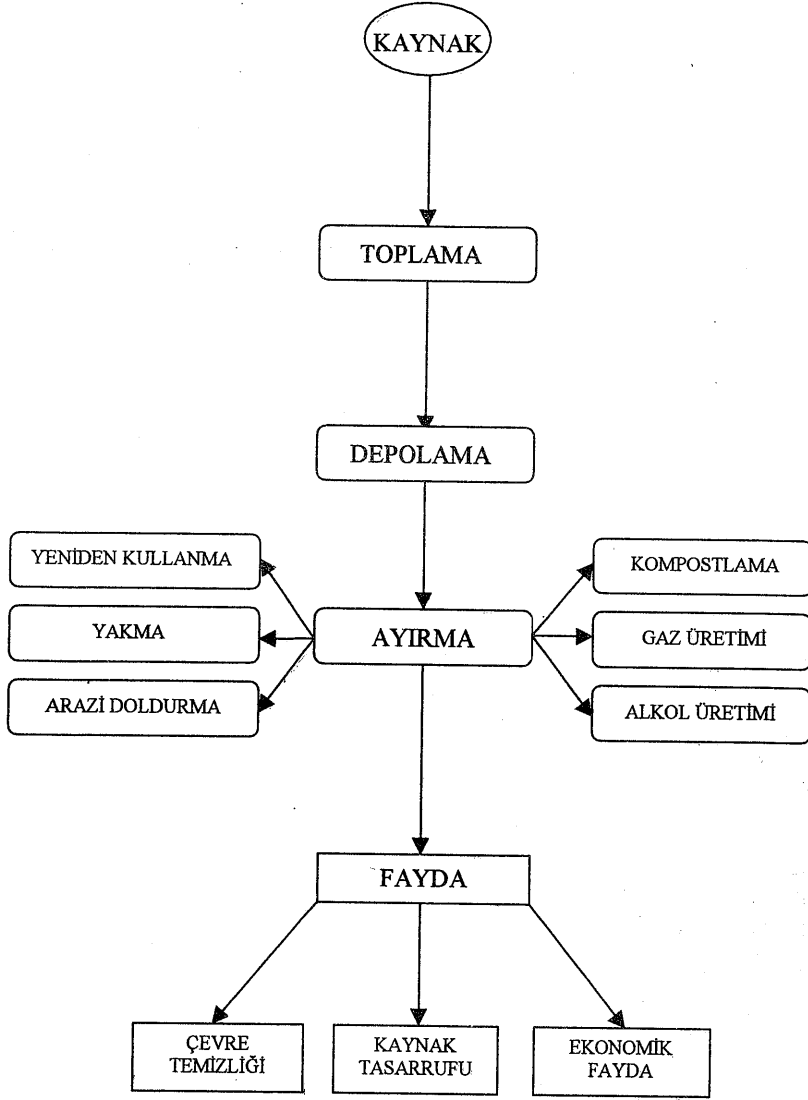 KAYNAK
TOPLAMA
DEPOLAMA
YENİDEN KULLANMA
YAKMA
ARAZİ DOLDURMA
AYIRMA
KOMPOSTLAMA
GAZ ÜRETİMİ
ALKOL ÜRETİMİ
FAYDA
ÇEVRE
TEMİZLİĞİ
KAYNAK
TASARRUFU
EKONOMİK
FAYDA